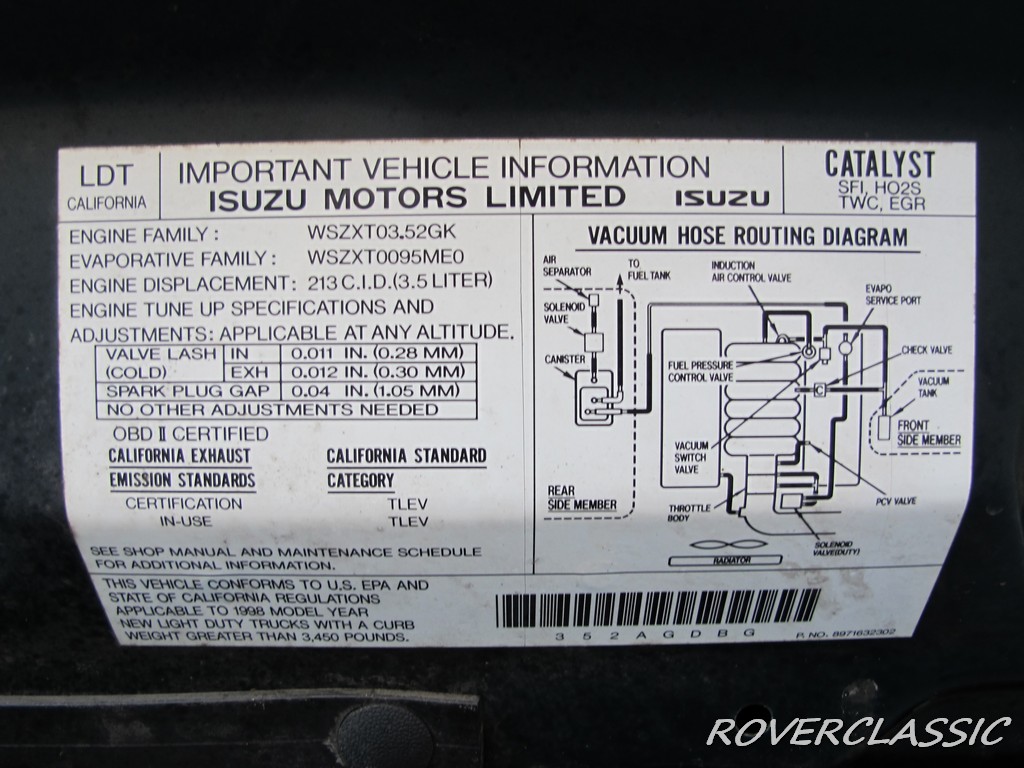 LDT
CALIFORNIA
IMPORTANT VEHICLE INFORMATION
ISUZU MOTORS LIMITED ISUZU
CATALYST
SFI, HO2S
TWC, EGR
ENGINE FAMILY : WSZXT03.52GK
EVAPORATIVE FAMILY : WSZXT0095ME0
ENGINE DISPLACEMENT: 213 C.I.D.(3.5 LITER)
ENGINE TUNE UP SPECIFICATIONS AND
ADJUSTMENTS: APPLICABLE AT ANY ALTITUDE.
VALVE LASH IN 0.011 IN. (0.28 MM)
(COLD) EXH 0.012 IN. (0.30 MM)
SPARK PLUG GAP 0.04 IN. (1.05 MM)
NO OTHER ADJUSTMENTS NEEDED
OBD II CERTIFIED
CALIFORNIA EXHAUST CALIFORNIA STANDARD
EMISSION STANDARDS CATEGORY
CERTIFICATION TLEV
IN-USE TLEV
SEE SHOP MANUAL AND MAINTENANCE SCHEDULE
FOR ADDITIONAL INFORMATION.
VACUUM HOSE ROUTING DIAGRAM
AIR
SEPARATOR
TO
FUEL TANK
INDUCTION
AIR CONTROL VALVE
EVAPO
SERVICE PORT
SOLENOID
VALVE
CANISTER
FUEL PRESSURE
CONTROL VALVE
CHECK VALVE
VACUUM
TANK
FRONT
SIDE MEMBER
VACUUM
SWITCH
VALVE
REAR
SIDE MEMBER
THROTTLE
BODY
PCV VALVE
SOLENOID
VALVE(DUTY)
RADIATOR
THIS VEHICLE CONFORMS TO U.S. EPA AND
STATE OF CALIFORNIA REGULATIONS
APPLICABLE TO 1998 MODEL YEAR
NEW LIGHT DUTY TRUCKS WITH A CURB
WEIGHT GREATER THAN 3,450 POUNDS.
352AGDBG
P. NO. 8971632302
ROVERCLASSIC